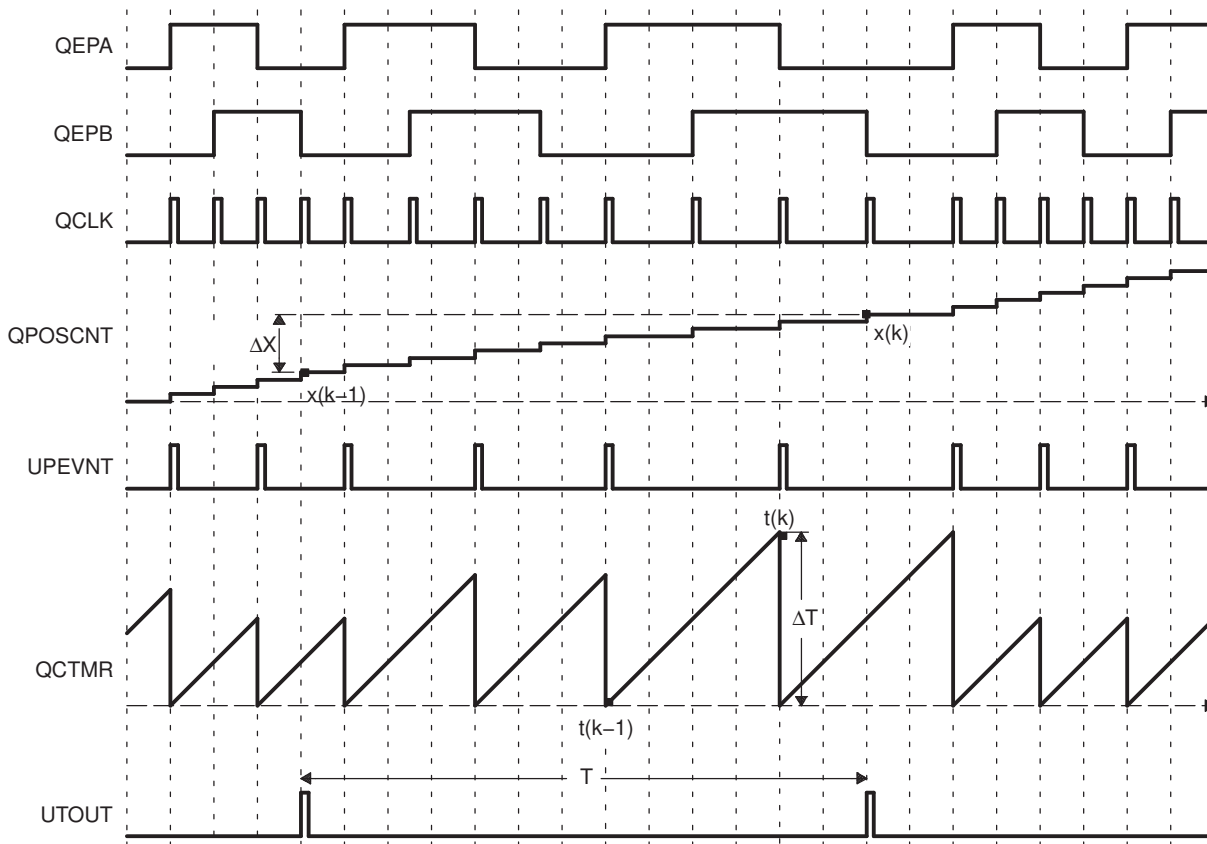 QEPA
QEPB
QCLK
QPOSCNT
ΔX
x(k−1)
x(k)
UPEVNT
t(k)
ΔT
QCTMR
t(k−1)
T
UTOUT